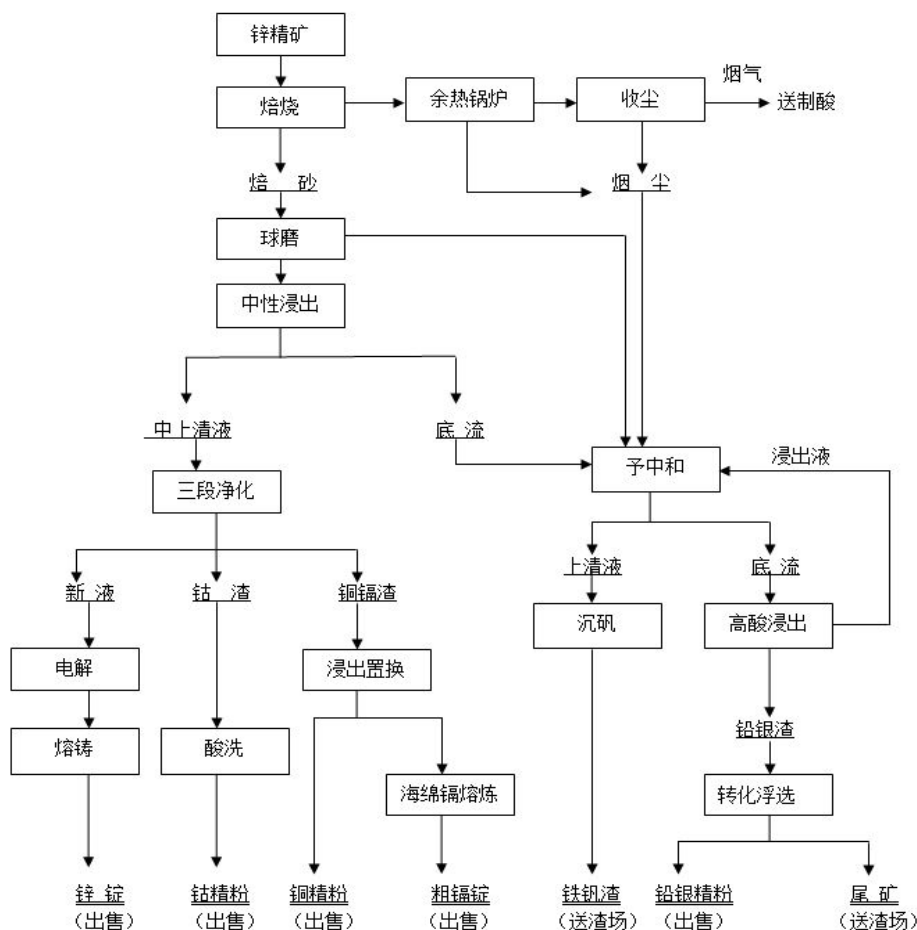 锌精矿
烟气
焙烧
余热锅炉
收尘
送制酸
焙 砂
烟 尘
球磨
中性浸出
中上清液
底 流
予中和
浸出液
三段净化
新 液
钴 渣
铜镉渣
上清液
底 流
电解
浸出置换
沉矾
高酸浸出
熔铸
酸洗
海绵镉熔炼
铅银渣
转化浮选
锌 锭
(出售)
钴精粉
(出售)
铜精粉
(出售)
粗镉锭
(出售)
铁钒渣
(送渣场)
铅银精粉
(出售)
尾 矿
(送渣场)